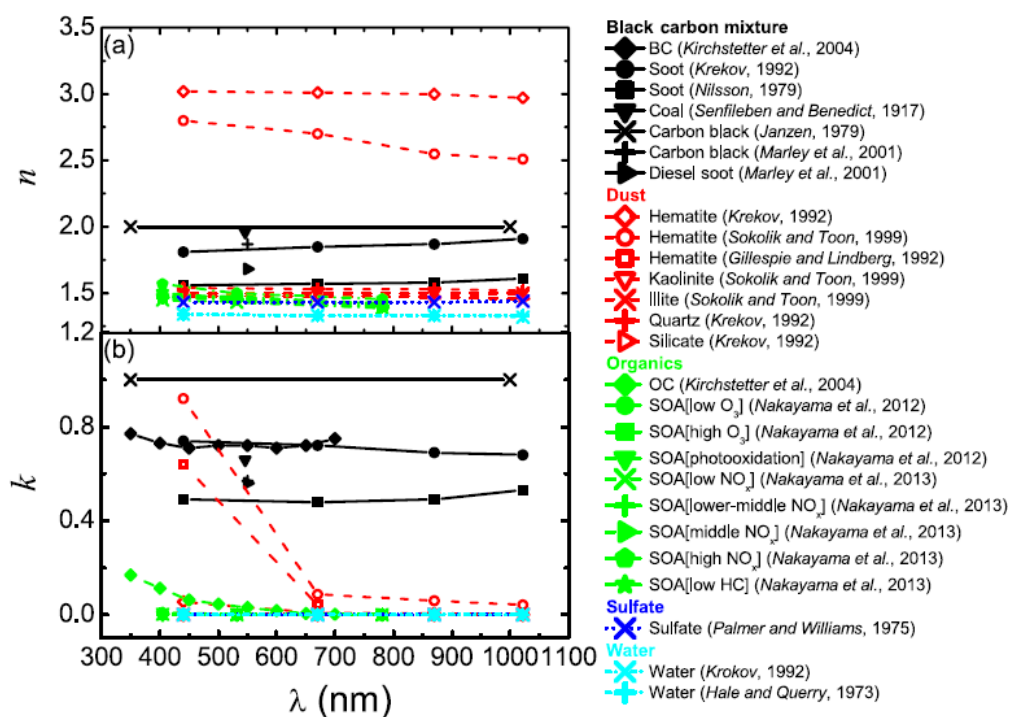 (a)
3.5
3.0
2.5
2.0
1.5
1.2
n
(b)
0.8
0.4
0.0
k
300 400 500 600 700 800 900 1000 1100
λ (nm)
Black carbon mixture
BC (Kirchstetter et al., 2004)
Soot (Krekov, 1992)
Soot (Nilsson, 1979)
Coal (Senfileben and Benedict, 1917)
Carbon black (Janzen, 1979)
Carbon black (Marley et al., 2001)
Diesel soot (Marley et al., 2001)
Dust
Hematite (Krekov, 1992)
Hematite (Sokolik and Toon, 1999)
Hematite (Gillespie and Lindberg, 1992)
Kaolinite (Sokolik and Toon, 1999)
Illite (Sokolik and Toon, 1999)
Quartz (Krekov, 1992)
Silicate (Krekov, 1992)
Organics
OC (Kirchstetter et al., 2004)
SOA[low O₃] (Nakayama et al., 2012)
SOA[high O₃] (Nakayama et al., 2012)
SOA[photooxidation] (Nakayama et al., 2012)
SOA[low NOₓ] (Nakayama et al., 2013)
SOA[lower-middle NOₓ] (Nakayama et al., 2013)
SOA[middle NOₓ] (Nakayama et al., 2013)
SOA[high NOₓ] (Nakayama et al., 2013)
SOA[low HC] (Nakayama et al., 2013)
Sulfate
Sulfate (Palmer and Williams, 1975)
Water
Water (Krokov, 1992)
Water (Hale and Querry, 1973)